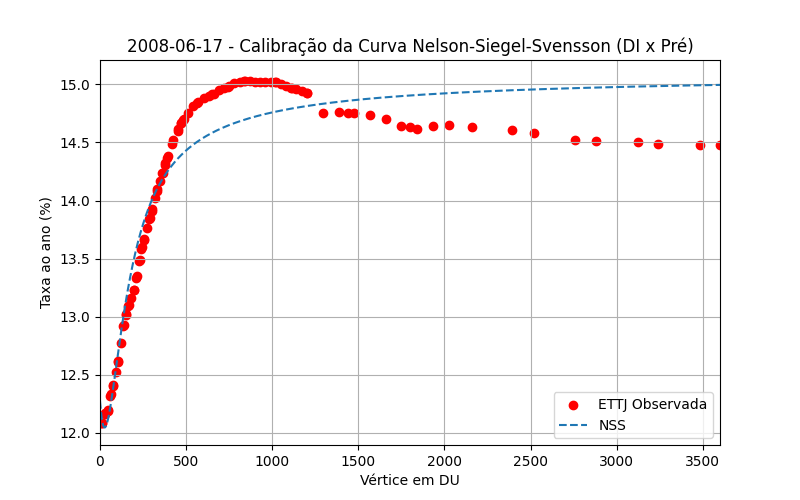 2008-06-17 - Calibração da Curva Nelson-Siegel-Svensson (DI x Pré)
Taxa ao ano (%)
15.0
14.5
14.0
13.5
13.0
12.5
12.0
0 500 1000 1500 2000 2500 3000 3500
Vértice em DU
ETTJ Observada
NSS